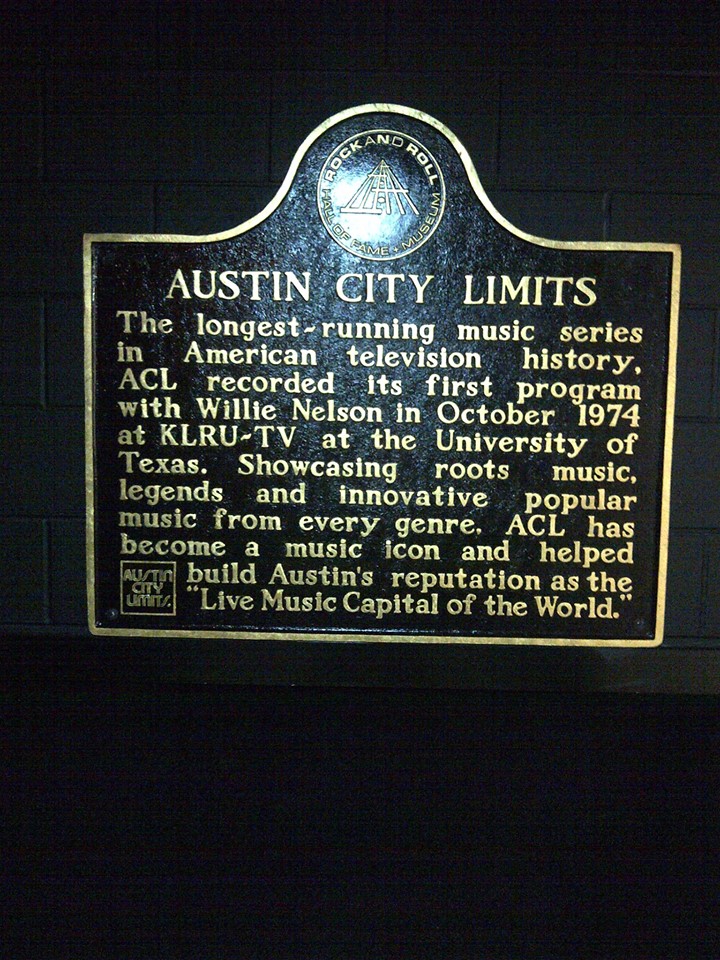 ROCK AND ROLL
HALL OF FAME + MUSEUM
AUSTIN CITY LIMITS
The longest-running music series
in American television history,
ACL recorded its first program
with Willie Nelson in October 1974
at KLRU-TV at the University of
Texas. Showcasing roots music,
legends and innovative popular
music from every genre, ACL has
become a music icon and helped
build Austin's reputation as the
"Live Music Capital of the World."
AUSTIN
CITY
LIMITS